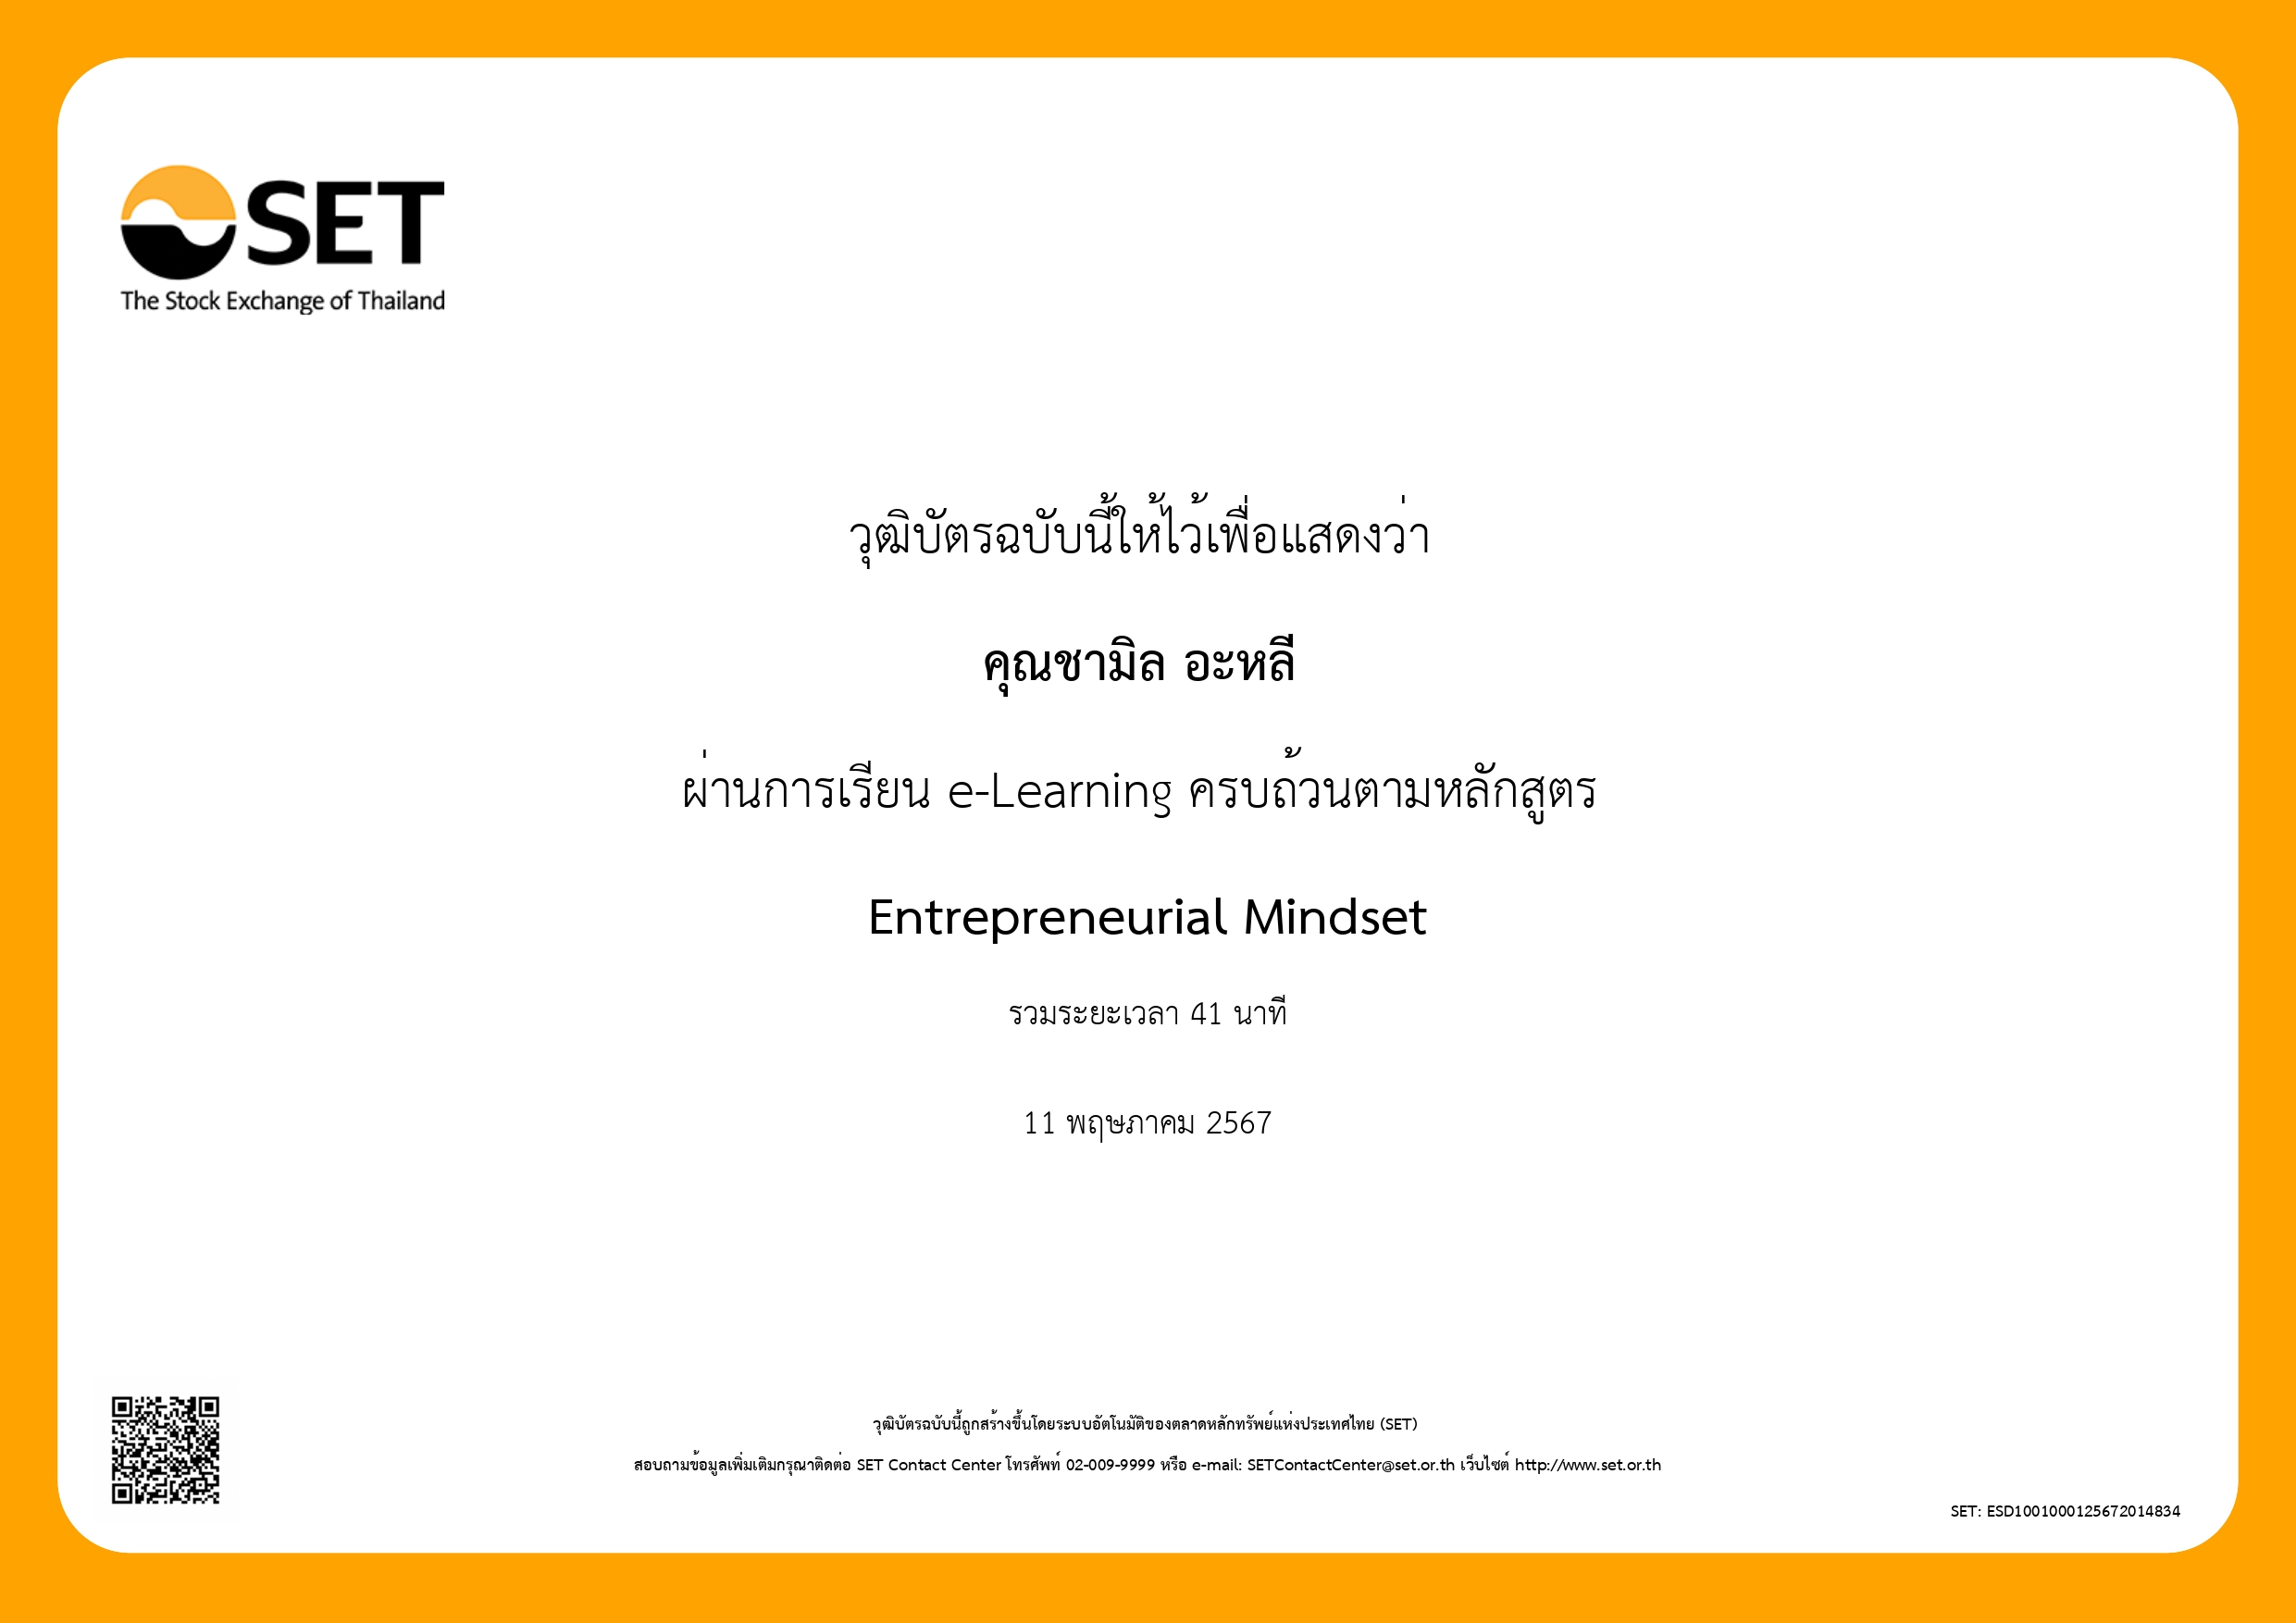 SET
The Stock Exchange of Thailand
วุฒิบัตรฉบับนี้ให้ไว้เพื่อแสดงว่า
คุณชามิล อะหลี
ผ่านการเรียน e-Learning ครบถ้วนตามหลักสูตร
Entrepreneurial Mindset
รวมระยะเวลา 41 นาที
11 พฤษภาคม 2567
วุฒิบัตรฉบับนี้ถูกสร้างขึ้นโดยระบบอัตโนมัติของตลาดหลักทรัพย์แห่งประเทศไทย (SET)
สอบถามข้อมูลเพิ่มเติมกรุณาติดต่อ SET Contact Center โทรศัพท์ 02-009-9999 หรือ e-mail: SETContactCenter@set.or.th เว็บไซต์ http://www.set.or.th
SET: ESD1001000125672014834